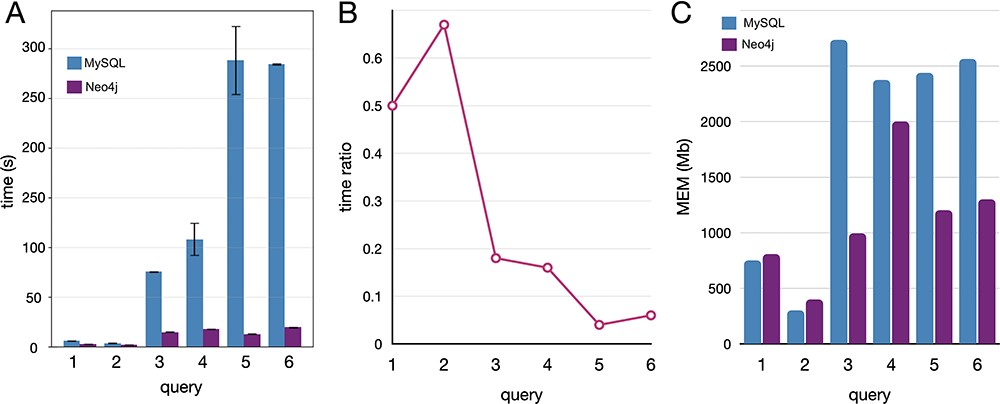 A
time (s)
300
250
200
250
100
50
0
MySQL
Neo4j
1 2 3 4 5 6
query
B
time ratio
0.6
0.5
0.4
0.3
0.2
0.1
0
1 2 3 4 5 6
query
C
MySQL
Neo4j
MEM (Mb)
2500
2000
1500
1000
500
0
1 2 3 4 5 6
query